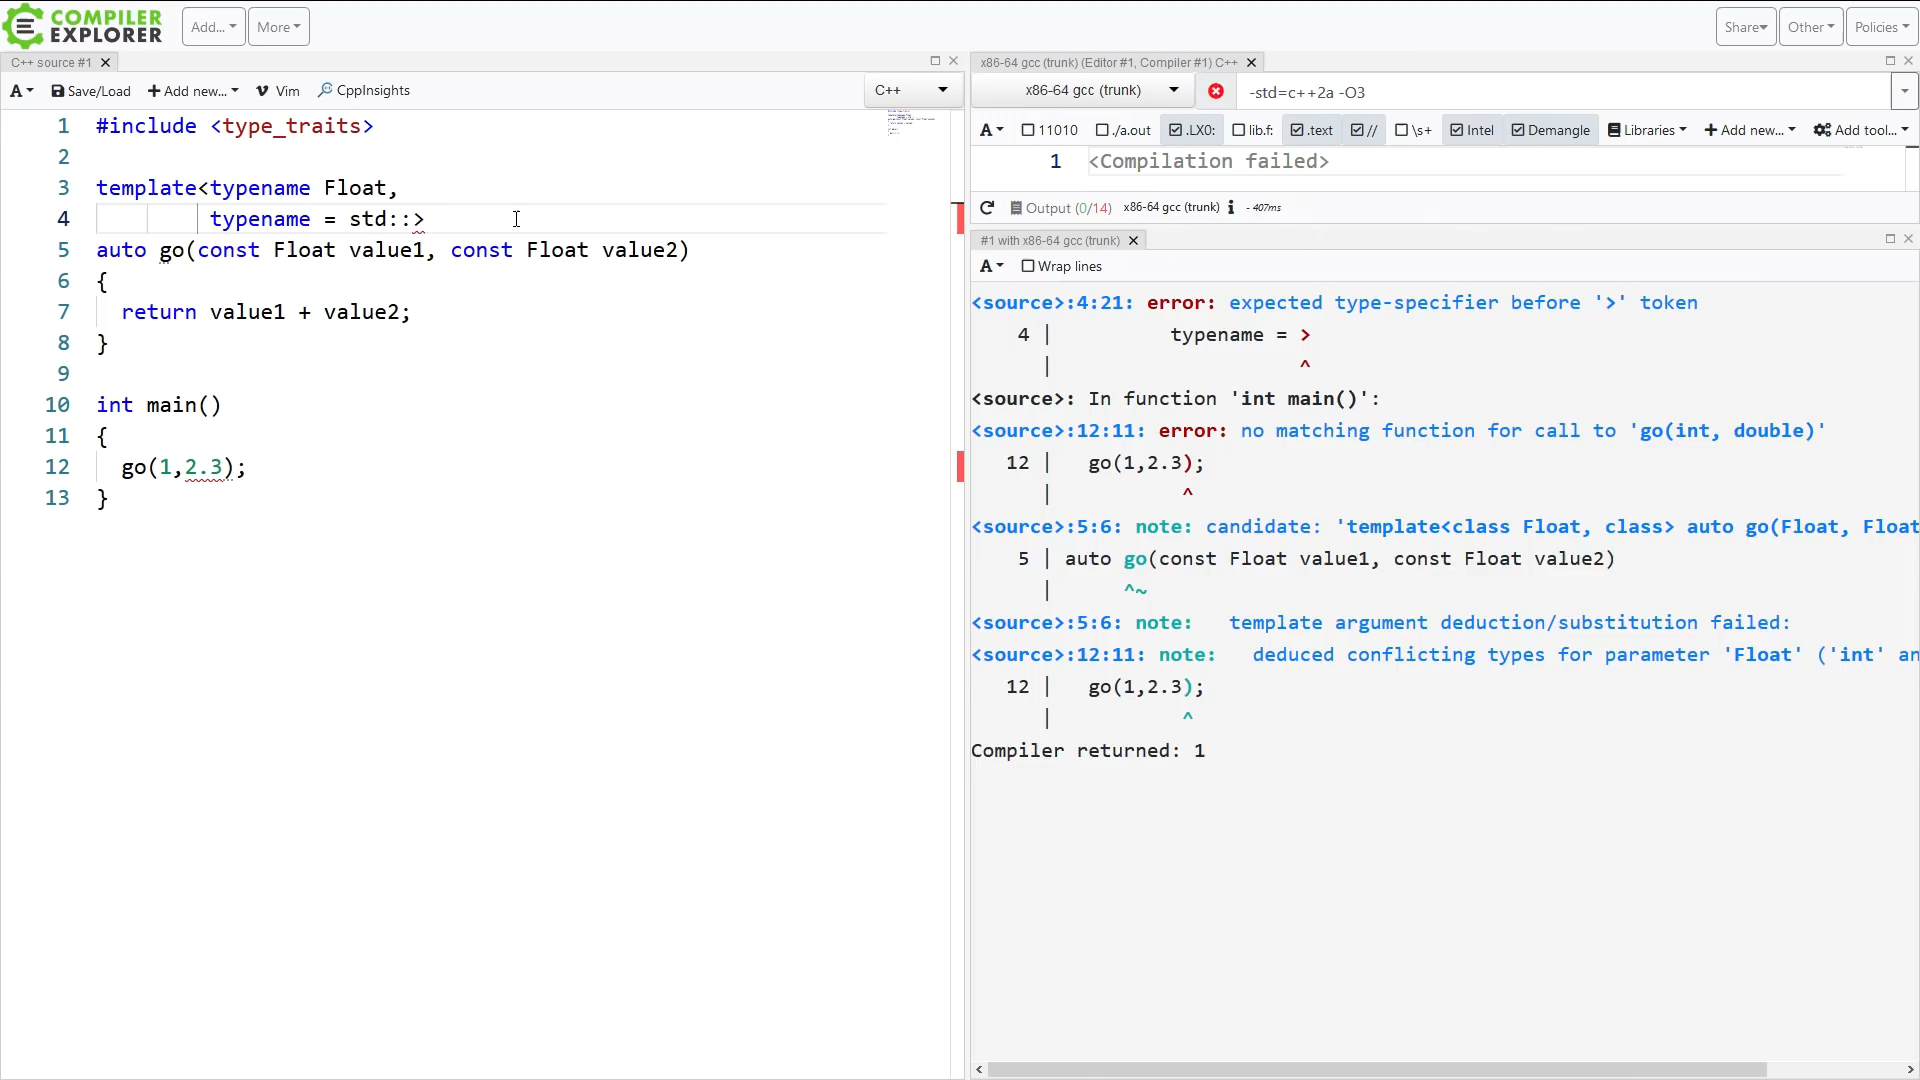 COMPILER EXPLORER Add... More Share Other Policies
C++ source #1
A Save/Load + Add new... Vim CppInsights C++
1 #include <type_traits>
2
3 template<typename Float,
4 typename = std::>
5 auto go(const Float value1, const Float value2)
6 {
7 return value1 + value2;
8 }
9
10 int main()
11 {
12 go(1,2.3);
13 }
x86-64 gcc (trunk) (Editor #1, Compiler #1) C++
x86-64 gcc (trunk) -std=c++2a -O3
A 11010 ./a.out .LX0: lib.f: .text // \s+ Intel Demangle Libraries + Add new... Add tool...
1 <Compilation failed>
Output (0/14) x86-64 gcc (trunk) i - 407ms
#1 with x86-64 gcc (trunk)
A Wrap lines
<source>:4:21: error: expected type-specifier before '>' token
4 | typename = >
| ^
<source>: In function 'int main()':
<source>:12:11: error: no matching function for call to 'go(int, double)'
12 | go(1,2.3);
| ^
<source>:5:6: note: candidate: 'template<class Float, class> auto go(Float, Float
5 | auto go(const Float value1, const Float value2)
| ^~
<source>:5:6: note: template argument deduction/substitution failed:
<source>:12:11: note: deduced conflicting types for parameter 'Float' ('int' an
12 | go(1,2.3);
| ^
Compiler returned: 1